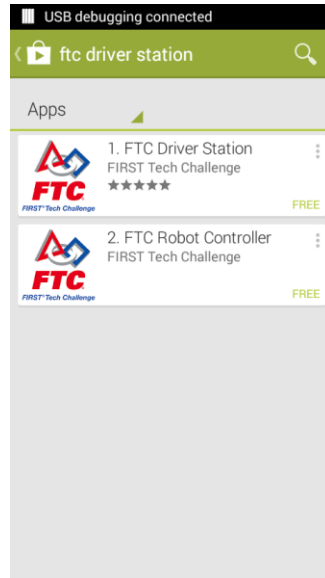 USB debugging connected
ftc driver station
Apps
1. FTC Driver Station
FIRST Tech Challenge
FREE
FTC
FIRST® Tech Challenge
2. FTC Robot Controller
FIRST Tech Challenge
FREE
FTC
FIRST® Tech Challenge